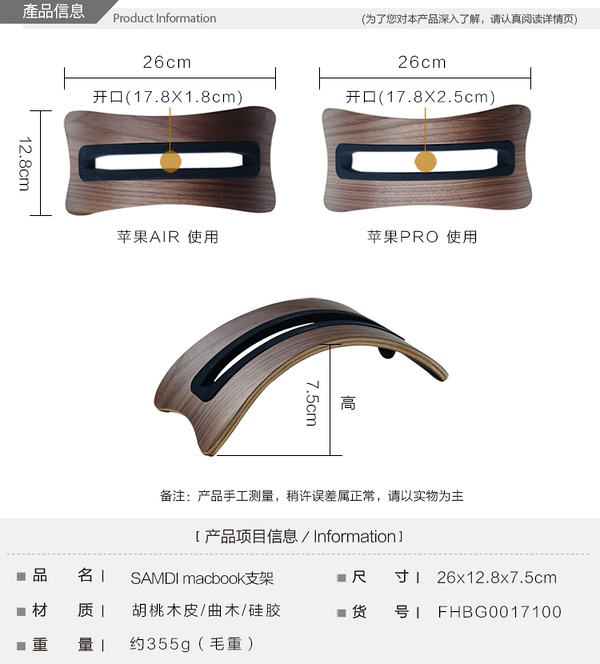 產品信息
Product Information
(为了您对本产品深入了解，请认真阅读详情页)
26cm
26cm
开口(17.8X1.8cm)
开口(17.8X2.5cm)
12.8cm
苹果AIR 使用
苹果PRO 使用
7.5cm
高
备注：产品手工测量，稍许误差属正常，请以实物为主
[ 产品项目信息 / Information ]
品 名 | SAMDI macbook支架
尺 寸 | 26x12.8x7.5cm
材 质 | 胡桃木皮/曲木/硅胶
货 号 | FHBG0017100
重 量 | 约355g（毛重）